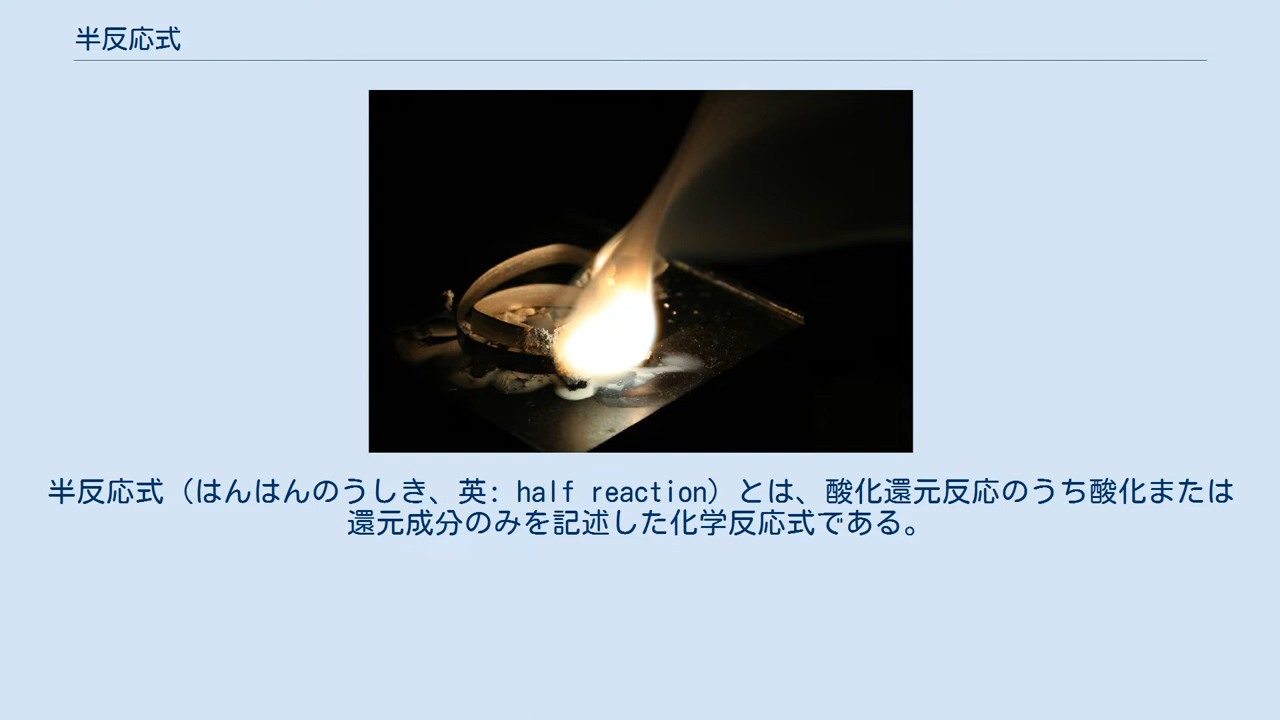 半反応式
半反応式（はんはんのうしき、英: half reaction）とは、酸化還元反応のうち酸化または
還元成分のみを記述した化学反応式である。